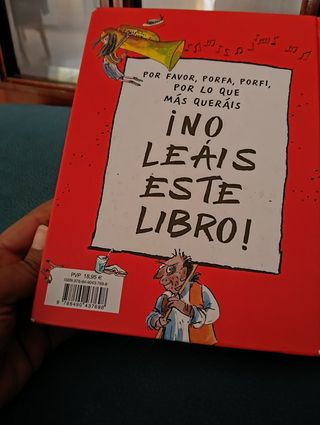 POR FAVOR, PORFA, PORFI,
POR LO QUE
MÁS QUERÁIS
¡NO
LEÁIS
ESTE
LIBRO!
PVP 18,95 €